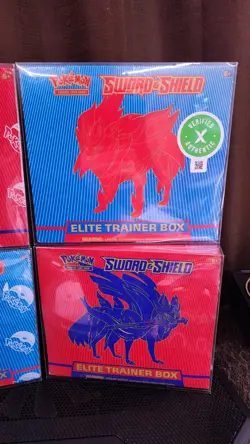 POKÉMON
SWORD & SHIELD
VERIFIED
X
AUTHENTIC
ELITE TRAINER BOX
POKÉMON
SWORD & SHIELD
ELITE TRAINER BOX